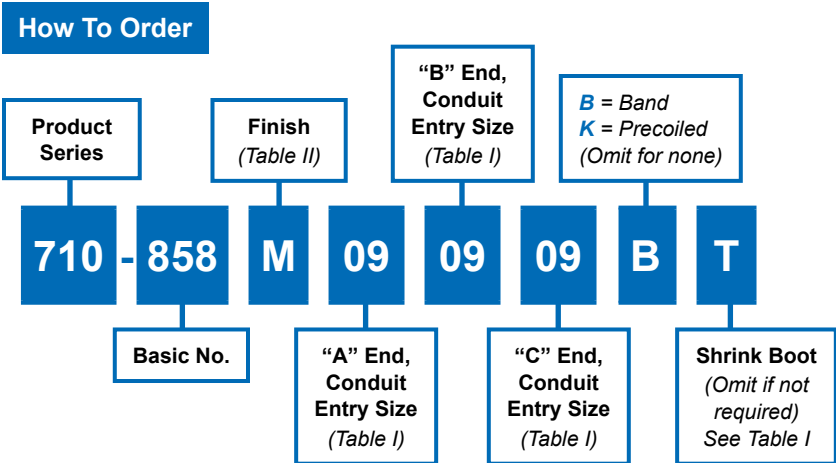 How To Order
Product
Series
Finish
(Table II)
“B” End,
Conduit
Entry Size
(Table I)
B = Band
K = Precoiled
(Omit for none)
710 - 858 M 09 09 09 B T
Basic No.
“A” End,
Conduit
Entry Size
(Table I)
“C” End,
Conduit
Entry Size
(Table I)
Shrink Boot
(Omit if not
required)
See Table I